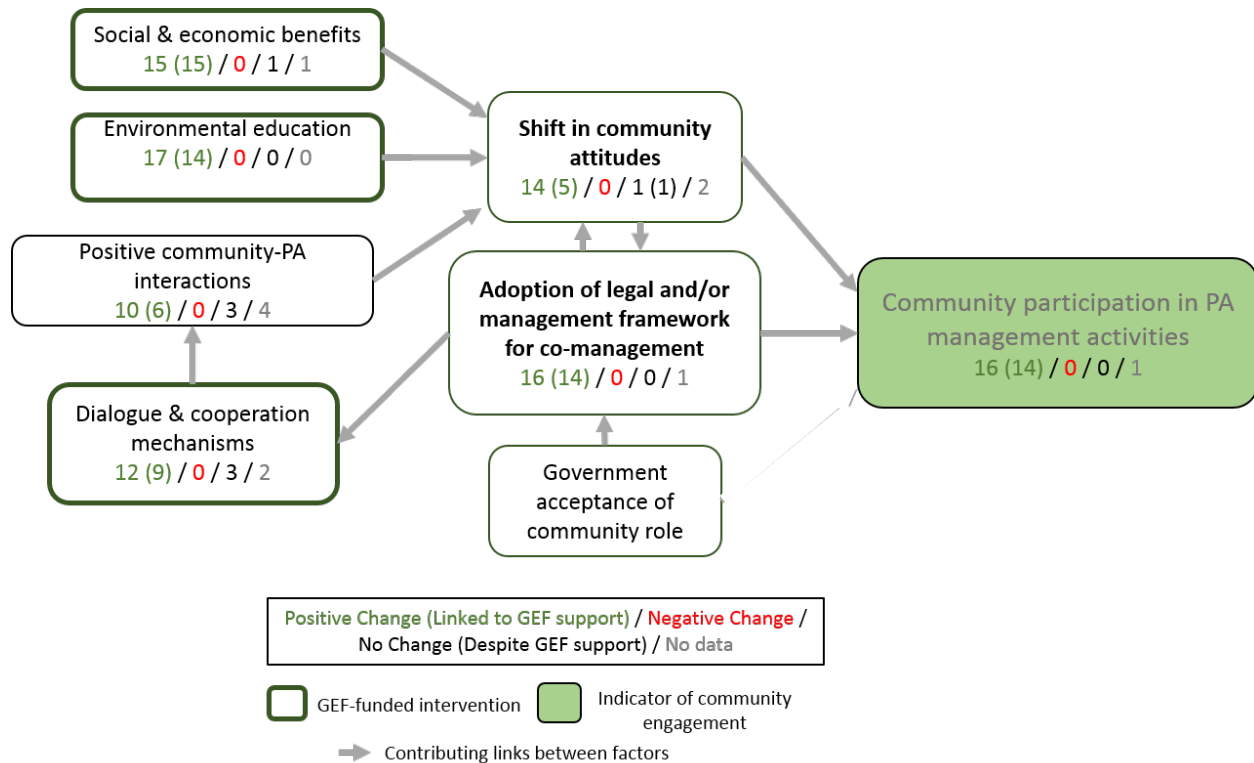 Social & economic benefits
15 (15) / 0 / 1 / 1
Environmental education
17 (14) / 0 / 0 / 0
Positive community-PA
interactions
10 (6) / 0 / 3 / 4
Dialogue & cooperation
mechanisms
12 (9) / 0 / 3 / 2
Shift in community
attitudes
14 (5) / 0 / 1 (1) / 2
Adoption of legal and/or
management framework
for co-management
16 (14) / 0 / 0 / 1
Government
acceptance of
community role
Community participation in PA
management activities
16 (14) / 0 / 0 / 1
Positive Change (Linked to GEF support) / Negative Change /
No Change (Despite GEF support) / No data
GEF-funded intervention
Indicator of community
engagement
Contributing links between factors